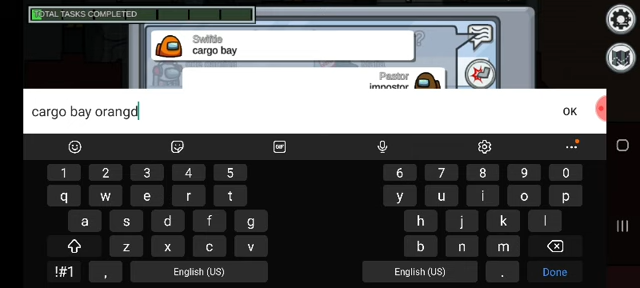 TOTAL TASKS COMPLETED
Swiftie
cargo bay
?
Pastor
impostor
cargo bay orangd
OK
GIF
1 2 3 4 5 6 7 8 9 0
q w e r t y u i o p
a s d f g h j k l
z x c v b n m
!#1 , English (US) English (US) . Done